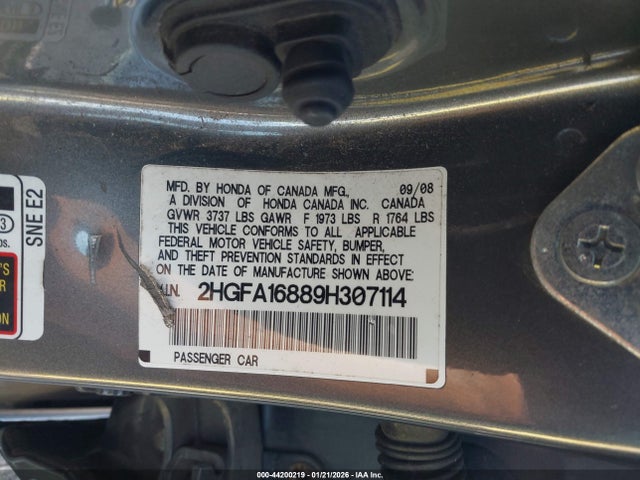 MFD. BY HONDA OF CANADA MFG., 09/08
A DIVISION OF HONDA CANADA INC. CANADA
GVWR 3737 LBS GAWR F 1973 LBS R 1764 LBS
THIS VEHICLE CONFORMS TO ALL APPLICABLE
FEDERAL MOTOR VEHICLE SAFETY, BUMPER,
AND THEFT PREVENTION STANDARDS IN EFFECT
ON THE DATE OF MANUFACTURE SHOWN ABOVE:
V.I.N. 2HGFA16889H307114
PASSENGER CAR
SNE E2
000-44200219 - 01/21/2026 - IAA Inc.